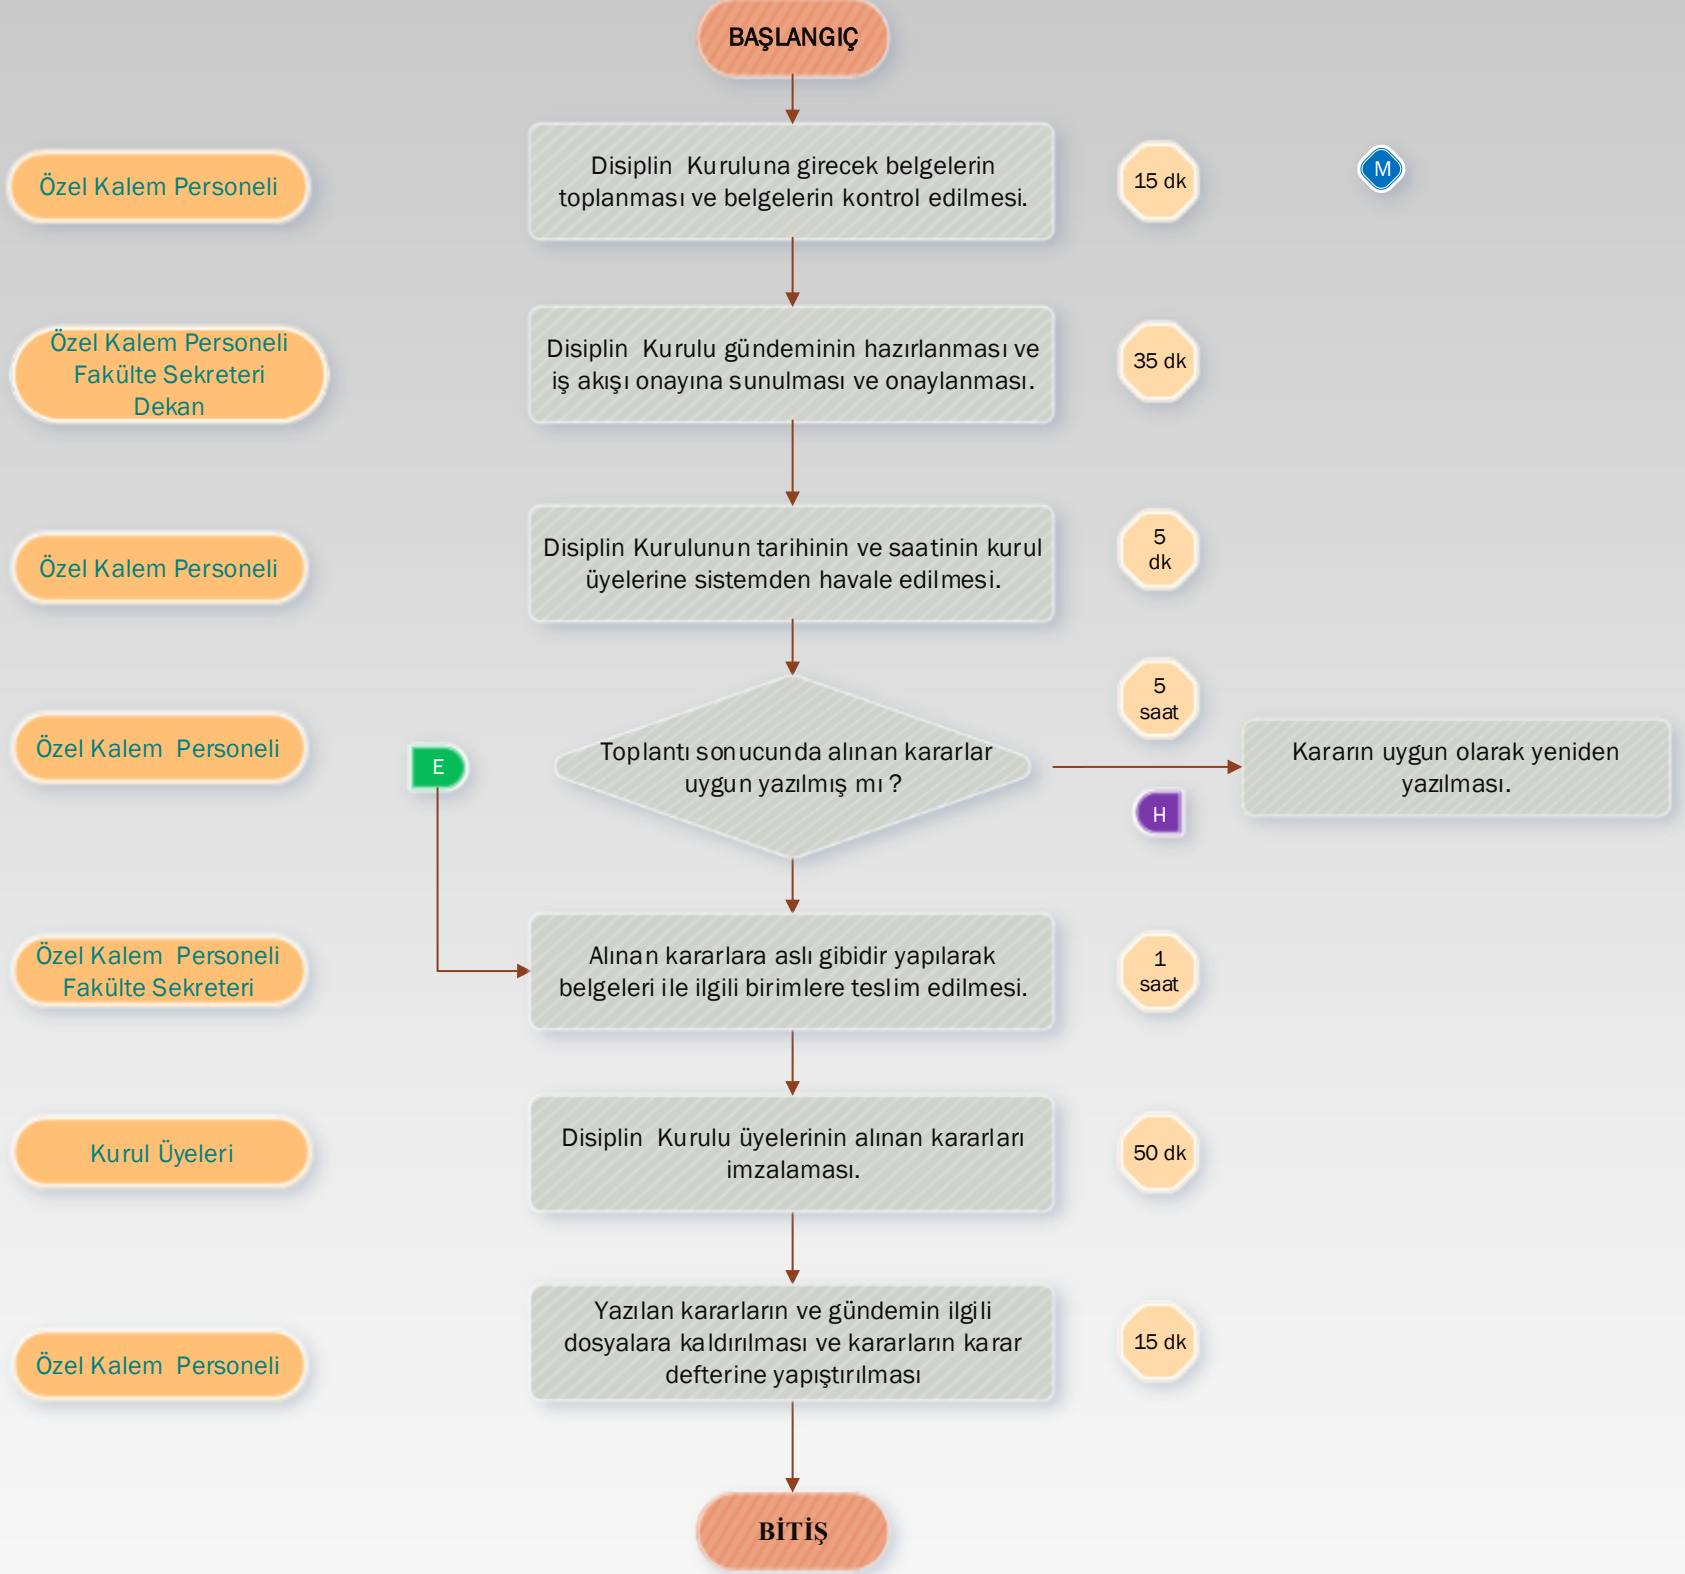 BAŞLANGIÇ
Özel Kalem Personeli
Disiplin Kuruluna girecek belgelerin
toplanması ve belgelerin kontrol edilmesi.
15 dk
M
Özel Kalem Personeli
Fakülte Sekreteri
Dekan
Disiplin Kurulu gündeminin hazırlanması ve
iş akışı onayına sunulması ve onaylanması.
35 dk
Özel Kalem Personeli
Disiplin Kurulunun tarihinin ve saatinin kurul
üyelerine sistemden havale edilmesi.
5
dk
Özel Kalem Personeli
E
Toplantı sonucunda alınan kararlar
uygun yazılmış mı ?
5
saat
H
Kararın uygun olarak yeniden
yazılması.
Özel Kalem Personeli
Fakülte Sekreteri
Alınan kararlara aslı gibidir yapılarak
belgeleri ile ilgili birimlere teslim edilmesi.
1
saat
Kurul Üyeleri
Disiplin Kurulu üyelerinin alınan kararları
imzalaması.
50 dk
Özel Kalem Personeli
Yazılan kararların ve gündemin ilgili
dosyalara kaldırılması ve kararların karar
defterine yapıştırılması
15 dk
BİTİŞ